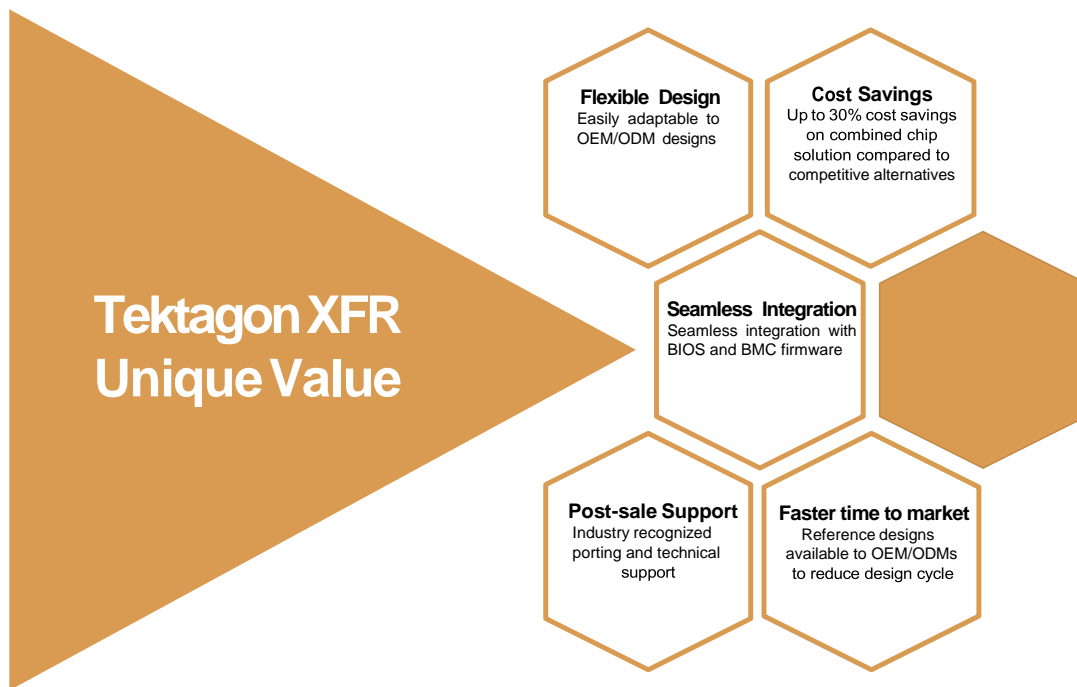 Tektagon XFR
Unique Value
Flexible Design
Easily adaptable to
OEM/ODM designs
Cost Savings
Up to 30% cost savings
on combined chip
solution compared to
competitive alternatives
Seamless Integration
Seamless integration with
BIOS and BMC firmware
Post-sale Support
Industry recognized
porting and technical
support
Faster time to market
Reference designs
available to OEM/ODMs
to reduce design cycle